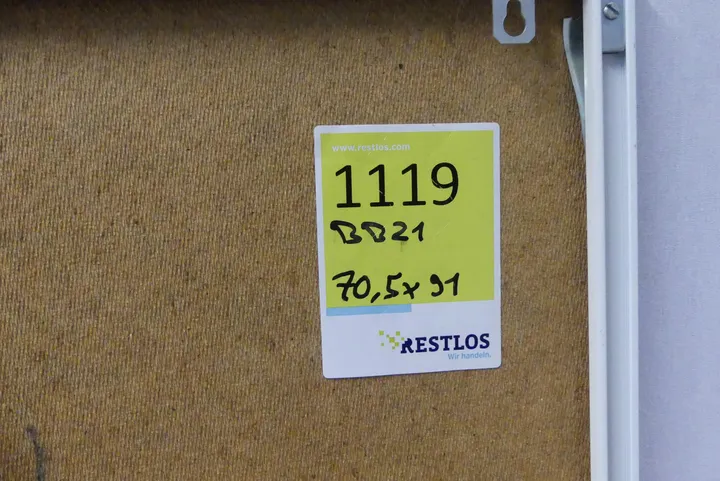 www.restlos.com
1119
BB21
70,5x91
RESTLOS
Wir handeln.